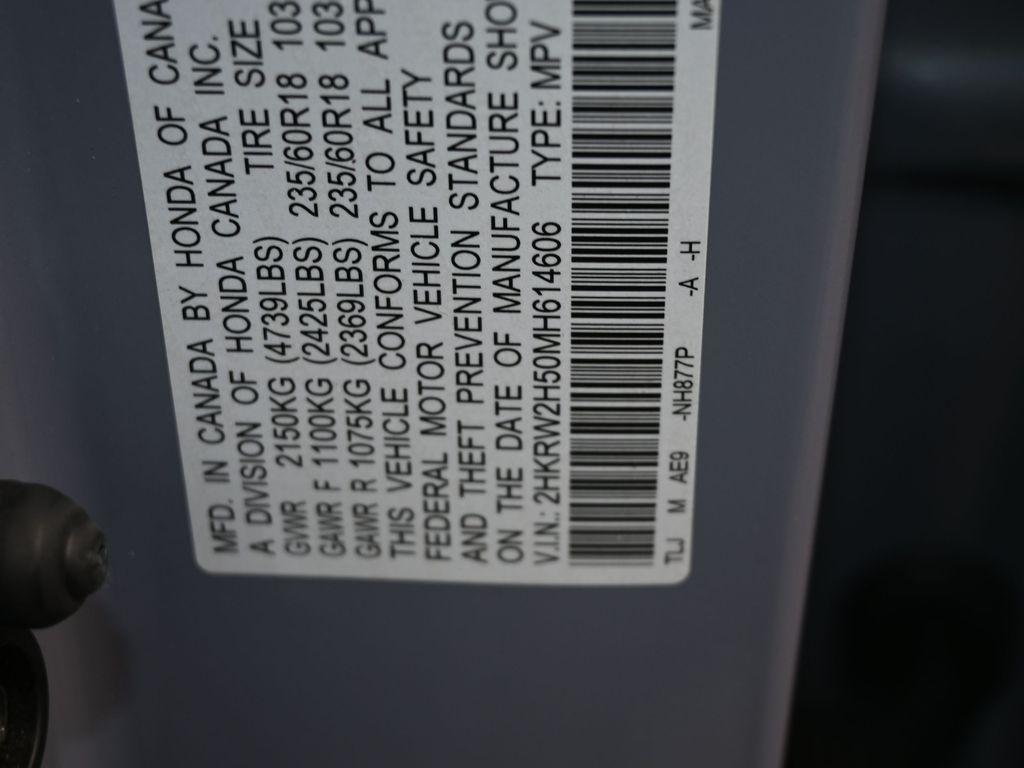 MFD. IN CANADA BY HONDA OF CANA
A DIVISION OF HONDA CANADA INC.
GVWR 2150KG (4739LBS) TIRE SIZE
GAWR F 1100KG (2425LBS) 235/60R18 103
GAWR R 1075KG (2369LBS) 235/60R18 103
THIS VEHICLE CONFORMS TO ALL APP
FEDERAL MOTOR VEHICLE SAFETY
AND THEFT PREVENTION STANDARDS
ON THE DATE OF MANUFACTURE SHO
V.I.N.: 2HKRW2H50MH614606 TYPE: MPV
TLJ M AE9 -NH877P -A -H
MA